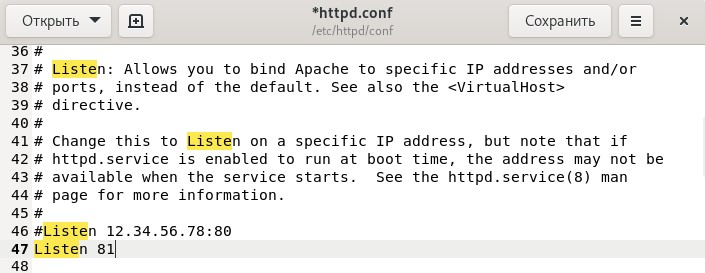 Открыть
*httpd.conf
/etc/httpd/conf
Сохранить
36 #
37 # Listen: Allows you to bind Apache to specific IP addresses and/or
38 # ports, instead of the default. See also the <VirtualHost>
39 # directive.
40 #
41 # Change this to Listen on a specific IP address, but note that if
42 # httpd.service is enabled to run at boot time, the address may not be
43 # available when the service starts.  See the httpd.service(8) man
44 # page for more information.
45 #
46 #Listen 12.34.56.78:80
47 Listen 81
48